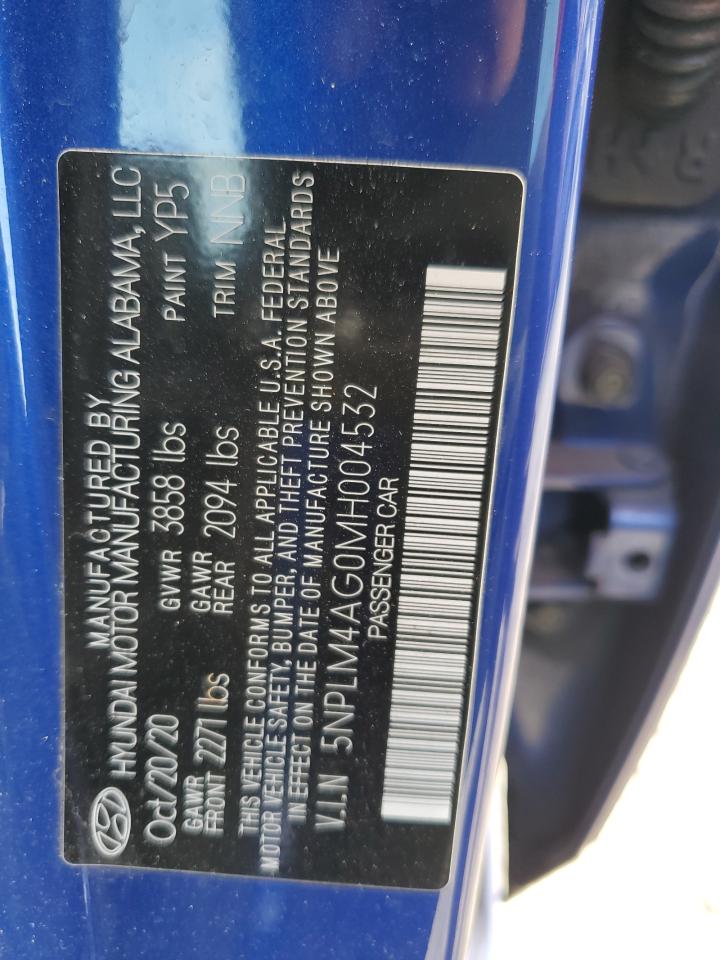 MANUFACTURED BY
HYUNDAI MOTOR MANUFACTURING ALABAMA, LLC
Oct/20/20 GVWR 3858 lbs PAINT YP5
GAWR FRONT 2271 lbs GAWR REAR 2094 lbs TRIM NNB
THIS VEHICLE CONFORMS TO ALL APPLICABLE U.S.A. FEDERAL
MOTOR VEHICLE SAFETY, BUMPER, AND THEFT PREVENTION STANDARDS
IN EFFECT ON THE DATE OF MANUFACTURE SHOWN ABOVE
V.I.N 5NPLM4AG0MH004532
PASSENGER CAR